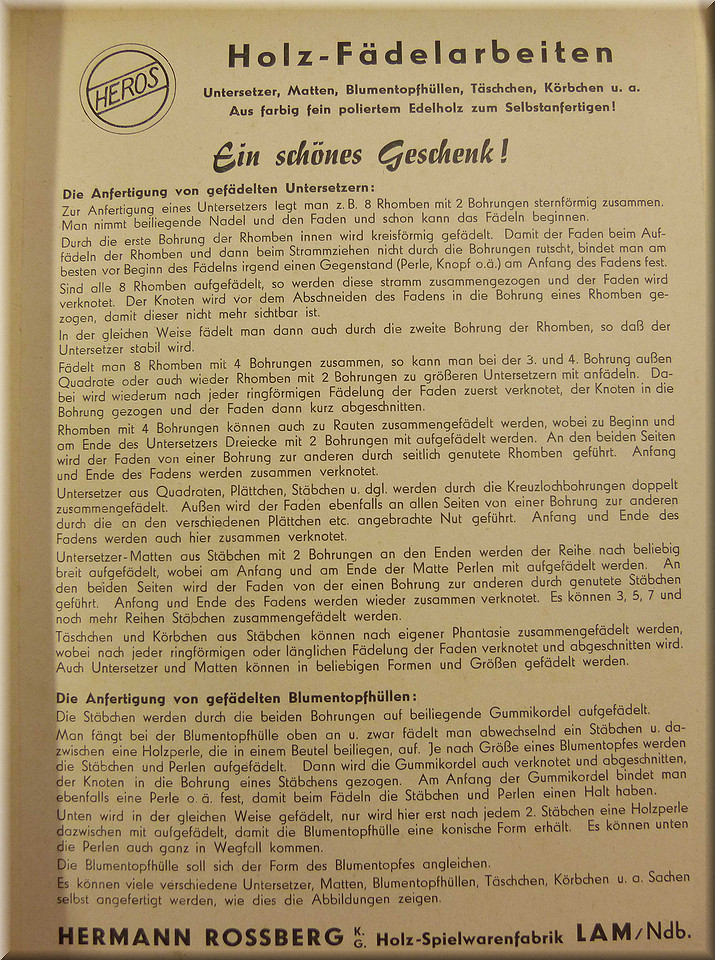 HEROS
Holz-Fädelarbeiten
Untersetzer, Matten, Blumentopfhüllen, Täschchen, Körbchen u. a.
Aus farbig fein poliertem Edelholz zum Selbstanfertigen!
Ein schönes Geschenk!
Die Anfertigung von gefädelten Untersetzern:
Zur Anfertigung eines Untersetzers legt man z. B. 8 Rhomben mit 2 Bohrungen sternförmig zusammen.
Man nimmt beiliegende Nadel und den Faden und schon kann das Fädeln beginnen.
Durch die erste Bohrung der Rhomben innen wird kreisförmig gefädelt. Damit der Faden beim Auf-
fädeln der Rhomben und dann beim Strammziehen nicht durch die Bohrungen rutscht, bindet man am
besten vor Beginn des Fädelns irgend einen Gegenstand (Perle, Knopf o.ä.) am Anfang des Fadens fest.
Sind alle 8 Rhomben aufgefädelt, so werden diese stramm zusammengezogen und der Faden wird
verknotet. Der Knoten wird vor dem Abschneiden des Fadens in die Bohrung eines Rhomben ge-
zogen, damit dieser nicht mehr sichtbar ist.
In der gleichen Weise fädelt man dann auch durch die zweite Bohrung der Rhomben, so daß der
Untersetzer stabil wird.
Fädelt man 8 Rhomben mit 4 Bohrungen zusammen, so kann man bei der 3. und 4. Bohrung außen
Quadrate oder auch wieder Rhomben mit 2 Bohrungen zu größeren Untersetzern mit anfädeln. Da-
bei wird wiederum nach jeder ringförmigen Fädelung der Faden zuerst verknotet, der Knoten in die
Bohrung gezogen und der Faden dann kurz abgeschnitten.
Rhomben mit 4 Bohrungen können auch zu Rauten zusammengefädelt werden, wobei zu Beginn und
am Ende des Untersetzers Dreiecke mit 2 Bohrungen mit aufgefädelt werden. An den beiden Seiten
wird der Faden von einer Bohrung zur anderen durch seitlich genutete Rhomben geführt. Anfang
und Ende des Fadens werden zusammen verknotet.
Untersetzer aus Quadraten, Plättchen, Stäbchen u. dgl. werden durch die Kreuzlochbohrungen doppelt
zusammengefädelt. Außen wird der Faden ebenfalls an allen Seiten von einer Bohrung zur anderen
durch die an den verschiedenen Plättchen etc. angebrachte Nut geführt. Anfang und Ende des
Fadens werden auch hier zusammen verknotet.
Untersetzer-Matten aus Stäbchen mit 2 Bohrungen an den Enden werden der Reihe nach beliebig
breit aufgefädelt, wobei am Anfang und am Ende der Matte Perlen mit aufgefädelt werden. An
den beiden Seiten wird der Faden von der einen Bohrung zur anderen durch genutete Stäbchen
geführt. Anfang und Ende des Fadens werden wieder zusammen verknotet. Es können 3, 5, 7 und
noch mehr Reihen Stäbchen zusammengefädelt werden.
Täschchen und Körbchen aus Stäbchen können nach eigener Phantasie zusammengefädelt werden,
wobei nach jeder ringförmigen oder länglichen Fädelung der Faden verknotet und abgeschnitten wird.
Auch Untersetzer und Matten können in beliebigen Formen und Größen gefädelt werden.
Die Anfertigung von gefädelten Blumentopfhüllen:
Die Stäbchen werden durch die beiden Bohrungen auf beiliegende Gummikordel aufgefädelt.
Man fängt bei der Blumentopfhülle oben an u. zwar fädelt man abwechselnd ein Stäbchen u. da-
zwischen eine Holzperle, die in einem Beutel beiliegen, auf. Je nach Größe eines Blumentopfes werden
die Stäbchen und Perlen aufgefädelt. Dann wird die Gummikordel auch verknotet und abgeschnitten,
der Knoten in die Bohrung eines Stäbchens gezogen. Am Anfang der Gummikordel bindet man
ebenfalls eine Perle o. ä. fest, damit beim Fädeln die Stäbchen und Perlen einen Halt haben.
Unten wird in der gleichen Weise gefädelt, nur wird hier erst nach jedem 2. Stäbchen eine Holzperle
dazwischen mit aufgefädelt, damit die Blumentopfhülle eine konische Form erhält. Es können unten
die Perlen auch ganz in Wegfall kommen.
Die Blumentopfhülle soll sich der Form des Blumentopfes angleichen.
Es können viele verschiedene Untersetzer, Matten, Blumentopfhüllen, Täschchen, Körbchen u. a. Sachen
selbst angefertigt werden, wie dies die Abbildungen zeigen.
HERMANN ROSSBERG K. G. Holz-Spielwarenfabrik LAM/Ndb.